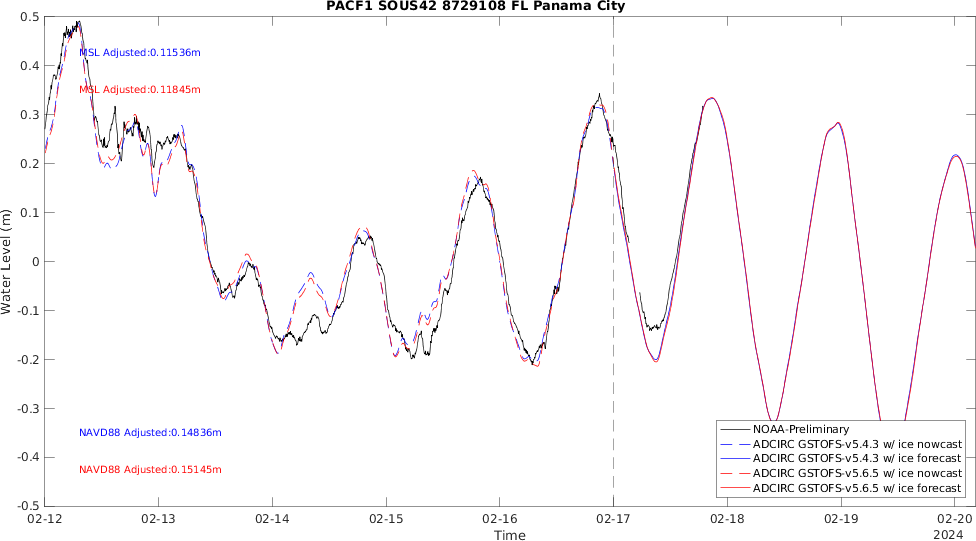 PACF1 SOUS42 8729108 FL Panama City
0.5
MSL Adjusted:0.11536m
0.4
MSL Adjusted:0.11845m
0.3
0.2
0.1
Water Level (m)
0
-0.1
-0.2
-0.3
NAVD88 Adjusted:0.14836m
NOAA-Preliminary
ADCIRC GSTOFS-v5.4.3 w/ ice nowcast
-0.4
ADCIRC GSTOFS-v5.4.3 w/ ice forecast
NAVD88 Adjusted:0.15145m
ADCIRC GSTOFS-v5.6.5 w/ ice nowcast
ADCIRC GSTOFS-v5.6.5 w/ ice forecast
-0.5
02-12 02-13 02-14 02-15 02-16 02-17 02-18 02-19 02-20
Time
2024